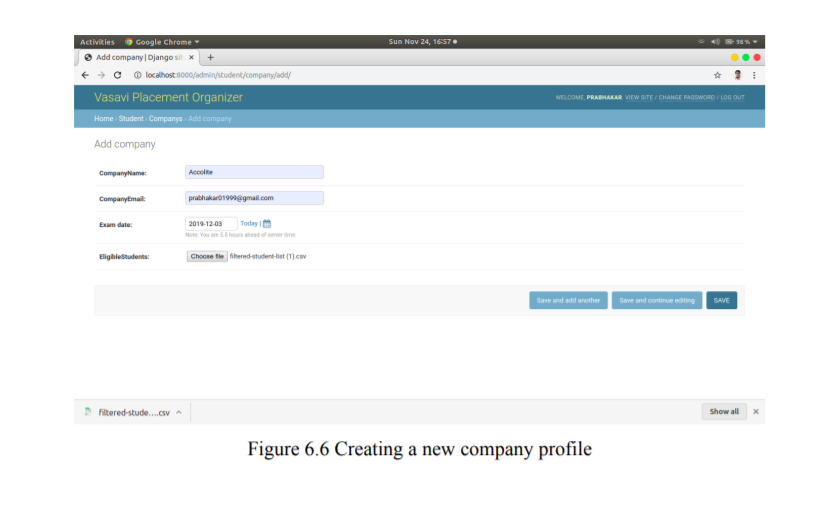 Activities Google Chrome Sun Nov 24, 16:57 98 %
Add company | Django sit
localhost:8000/admin/student/company/add/
Vasavi Placement Organizer WELCOME, PRABHAKAR. VIEW SITE / CHANGE PASSWORD / LOG OUT
Home › Student › Companys › Add company
Add company
CompanyName: Accolite
CompanyEmail: prabhakar01999@gmail.com
Exam date: 2019-12-03 Today |
Note: You are 5.5 hours ahead of server time.
EligibleStudents: Choose file filtered-student-list (1).csv
Save and add another Save and continue editing SAVE
filtered-stude....csv Show all
Figure 6.6 Creating a new company profile